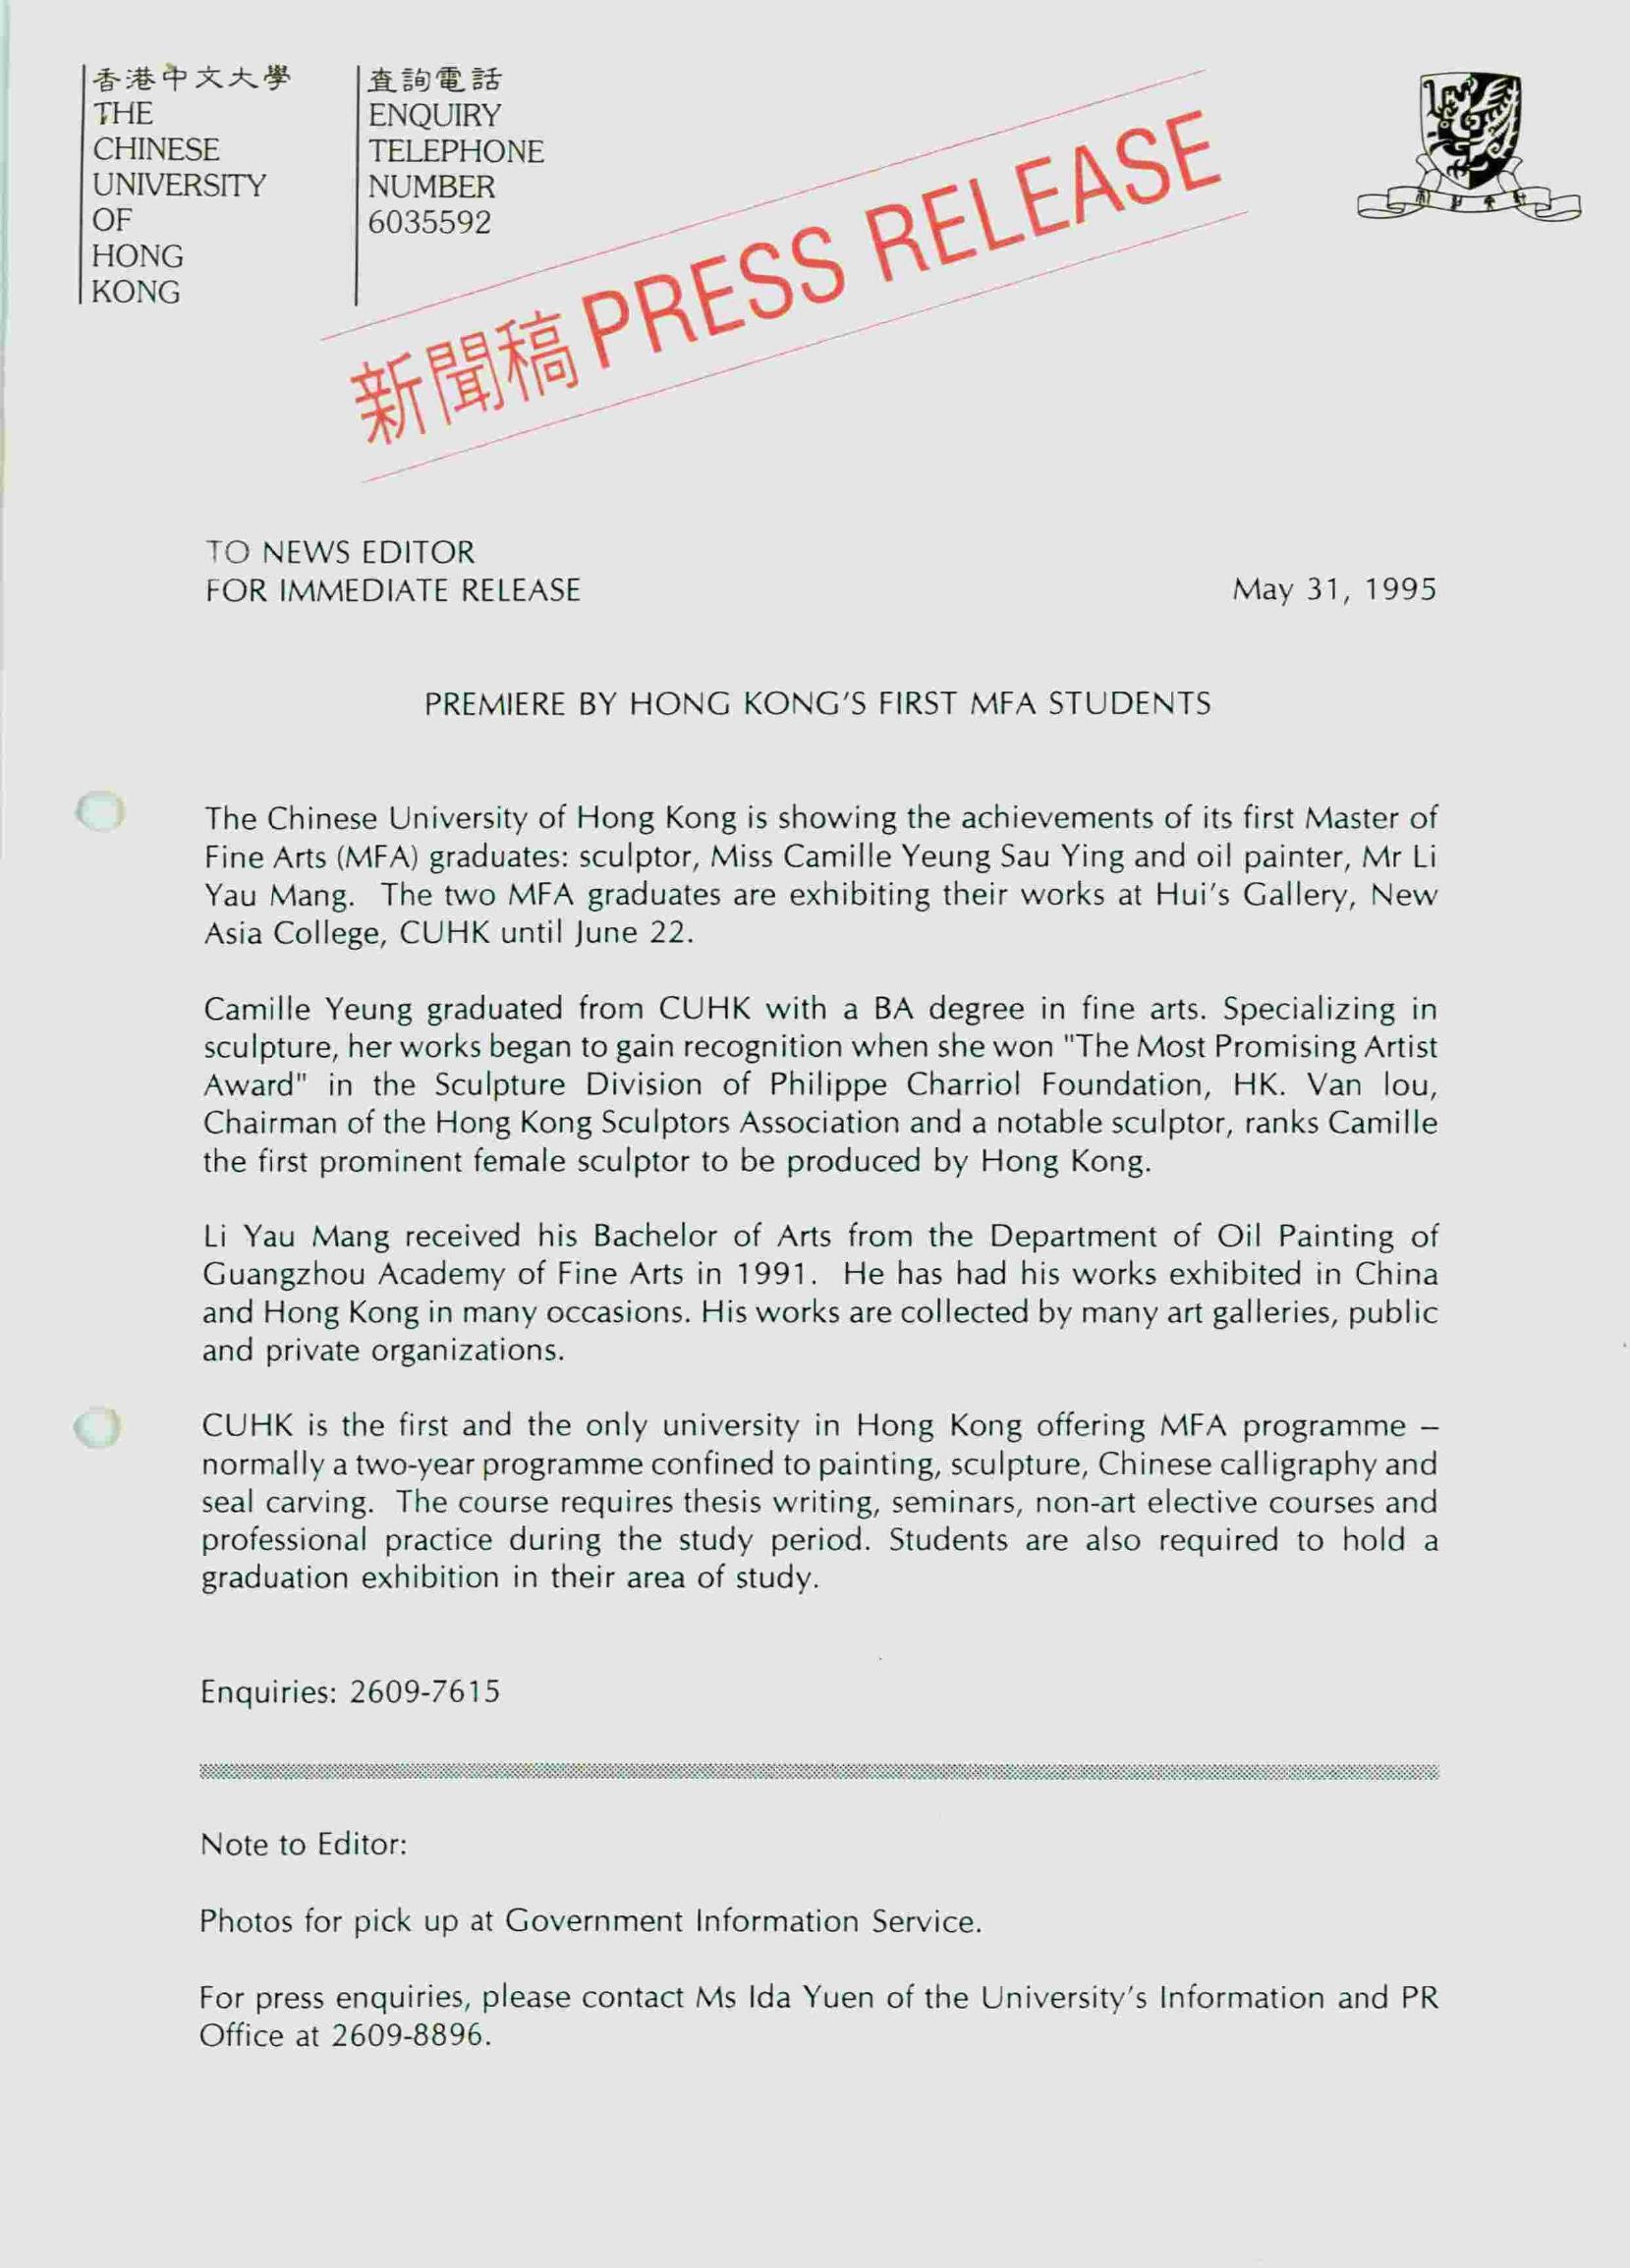 香港中文大學
THE
CHINESE
UNIVERSITY
OF
HONG
KONG
查詢電話
ENQUIRY
TELEPHONE
NUMBER
6035592
新聞稿 PRESS RELEASE
TO NEWS EDITOR
FOR IMMEDIATE RELEASE May 31, 1995
PREMIERE BY HONG KONG'S FIRST MFA STUDENTS
The Chinese University of Hong Kong is showing the achievements of its first Master of
Fine Arts (MFA) graduates: sculptor, Miss Camille Yeung Sau Ying and oil painter, Mr Li
Yau Mang. The two MFA graduates are exhibiting their works at Hui's Gallery, New
Asia College, CUHK until June 22.
Camille Yeung graduated from CUHK with a BA degree in fine arts. Specializing in
sculpture, her works began to gain recognition when she won "The Most Promising Artist
Award" in the Sculpture Division of Philippe Charriol Foundation, HK. Van lou,
Chairman of the Hong Kong Sculptors Association and a notable sculptor, ranks Camille
the first prominent female sculptor to be produced by Hong Kong.
Li Yau Mang received his Bachelor of Arts from the Department of Oil Painting of
Guangzhou Academy of Fine Arts in 1991. He has had his works exhibited in China
and Hong Kong in many occasions. His works are collected by many art galleries, public
and private organizations.
CUHK is the first and the only university in Hong Kong offering MFA programme –
normally a two-year programme confined to painting, sculpture, Chinese calligraphy and
seal carving. The course requires thesis writing, seminars, non-art elective courses and
professional practice during the study period. Students are also required to hold a
graduation exhibition in their area of study.
Enquiries: 2609-7615
Note to Editor:
Photos for pick up at Government Information Service.
For press enquiries, please contact Ms Ida Yuen of the University's Information and PR
Office at 2609-8896.